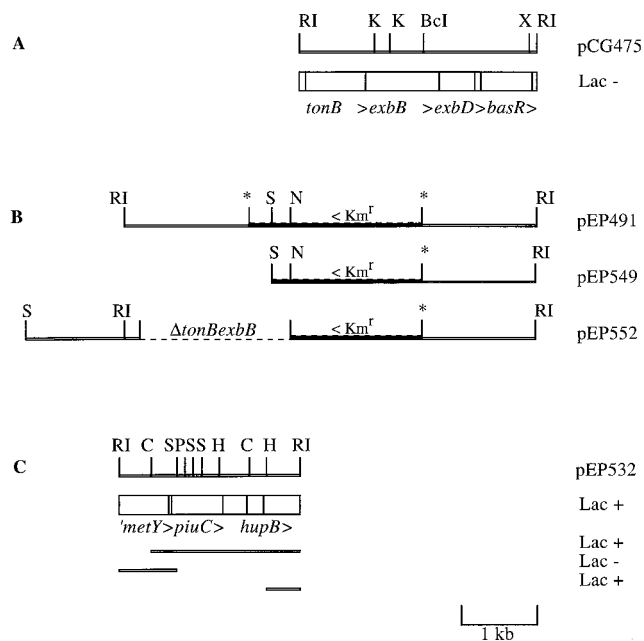 RI K K BcI X RI
A pCG475
Lac -
tonB >exbB >exbD>basR>
RI * S N * RI
B < Km^r pEP491
S N * RI
< Km^r pEP549
S RI ΔtonBexbB * RI
< Km^r pEP552
RI C SPSS H C H RI
C pEP532
Lac +
'metY>piuC> hupB>
Lac +
Lac -
Lac +
1 kb